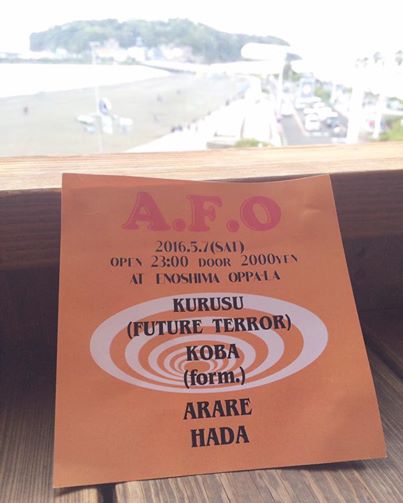 A.F.O
2016.5.7(SAT)
OPEN 23:00 DOOR 2000YEN
AT ENOSHIMA OPPA-LA
KURUSU
(FUTURE TERROR)
KOBA
(form.)
ARARE
HADA